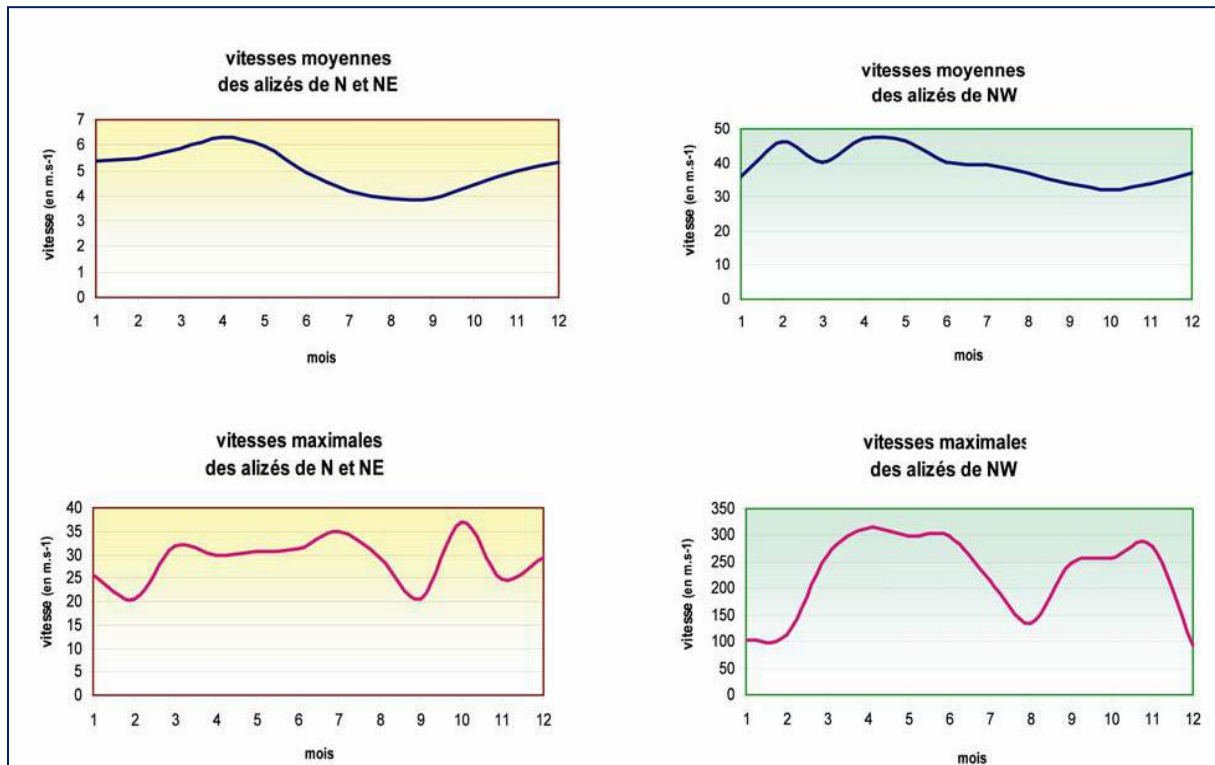 vitesses moyennes
des alizés de N et NE
vitesse (en m.s-1)
7
6
5
4
3
2
1
0
1 2 3 4 5 6 7 8 9 10 11 12
mois
vitesses moyennes
des alizés de NW
vitesse (en m.s-1)
50
40
30
20
10
0
1 2 3 4 5 6 7 8 9 10 11 12
mois
vitesses maximales
des alizés de N et NE
vitesse (en m.s-1)
40
35
30
25
20
15
10
5
0
1 2 3 4 5 6 7 8 9 10 11 12
mois
vitesses maximales
des alizés de NW
vitesse (en m.s-1)
350
300
250
200
150
100
50
0
1 2 3 4 5 6 7 8 9 10 11 12
mois